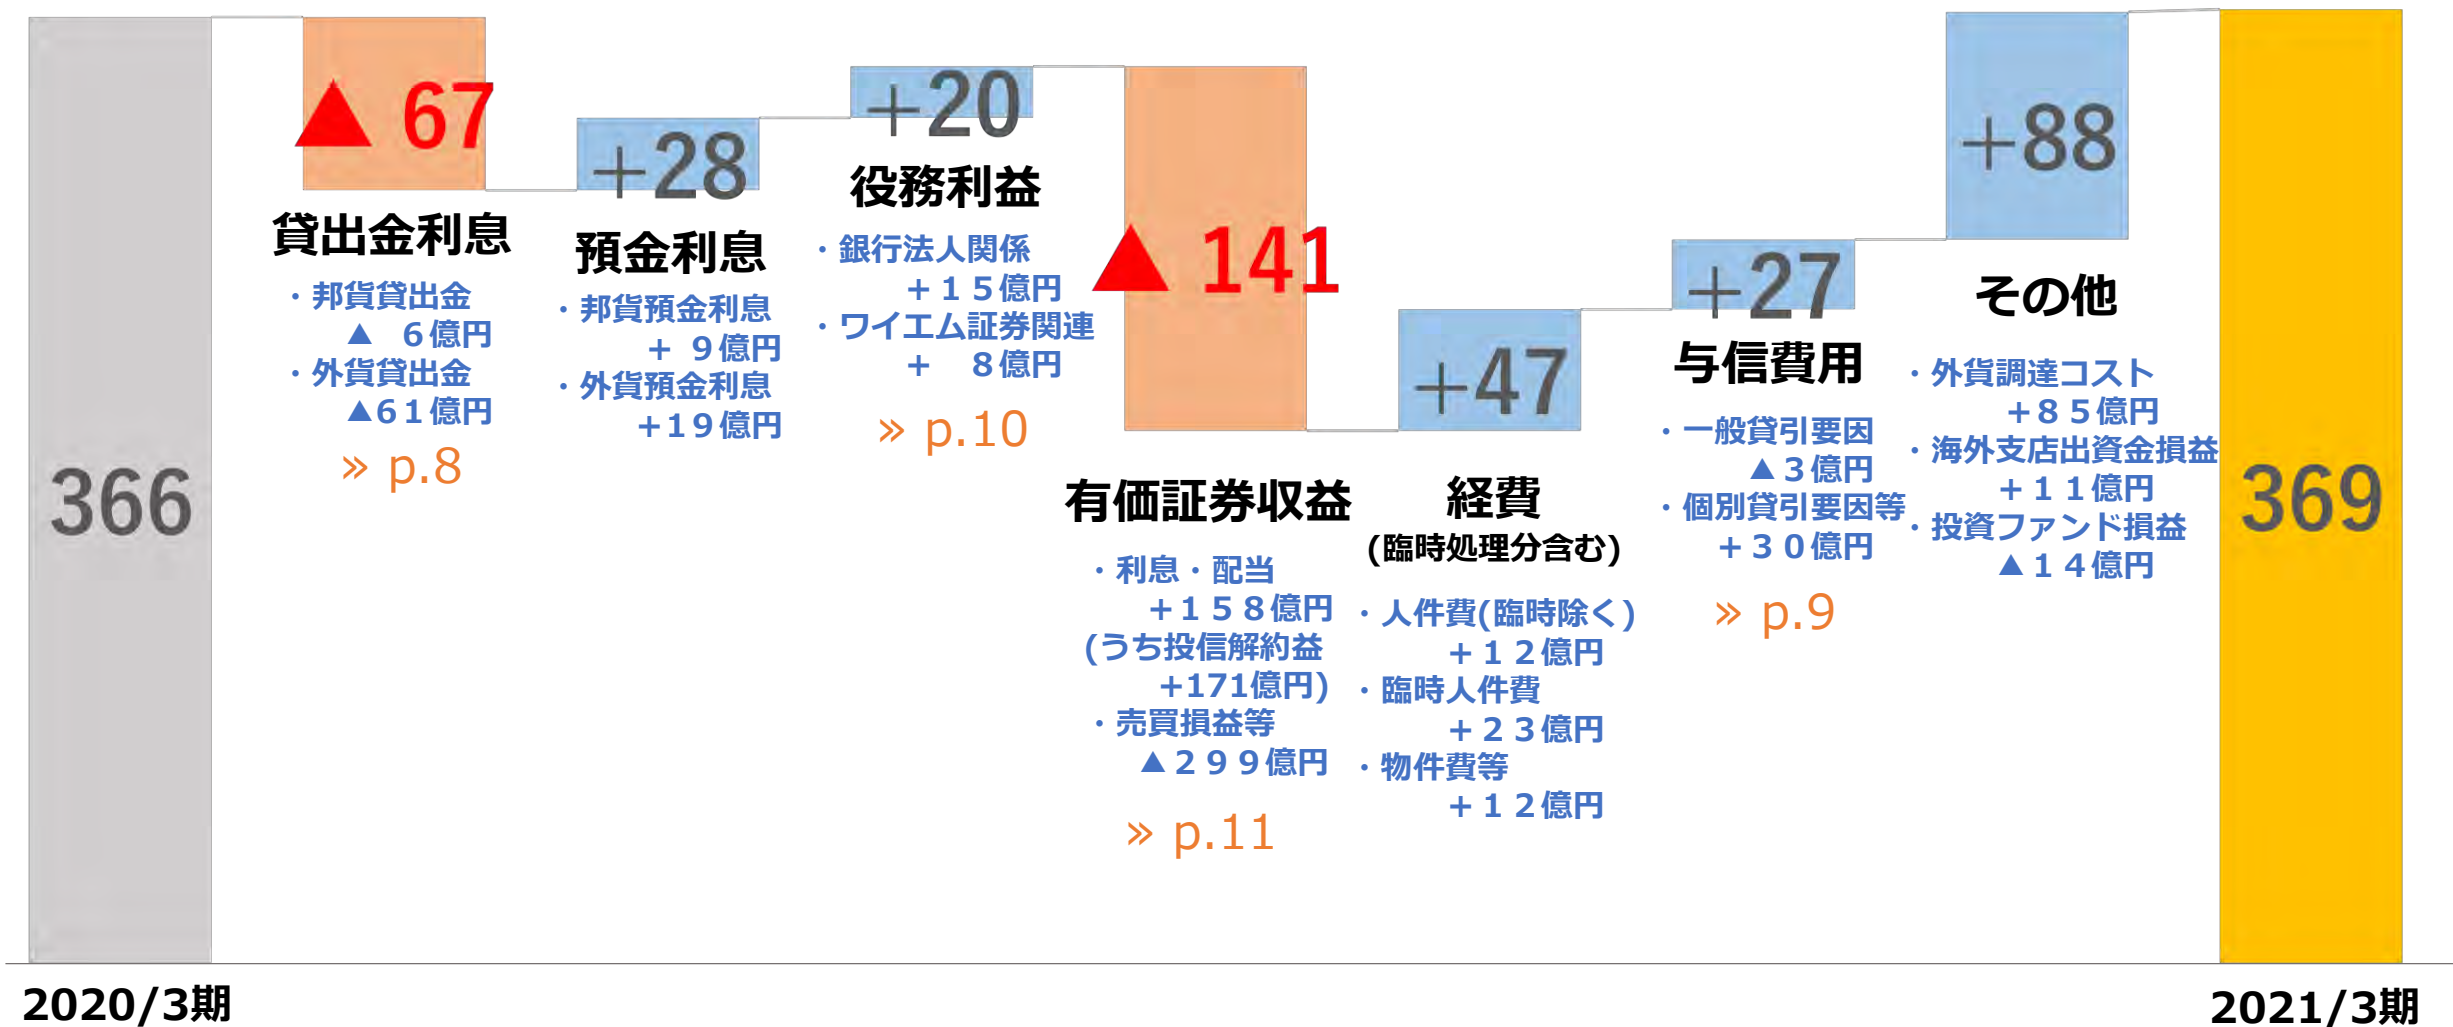 366
2020/3期
▲ 67
貸出金利息
・邦貨貸出金
▲ 6億円
・外貨貸出金
▲61億円
» p.8
+28
預金利息
・邦貨預金利息
+ 9億円
・外貨預金利息
+19億円
+20
役務利益
・銀行法人関係
+15億円
・ワイエム証券関連
+ 8億円
» p.10
▲ 141
有価証券収益
・利息・配当
+158億円
(うち投信解約益
+171億円)
・売買損益等
▲299億円
» p.11
+47
経費
(臨時処理分含む)
・人件費(臨時除く)
+12億円
・臨時人件費
+23億円
・物件費等
+12億円
+27
与信費用
・一般貸引要因
▲3億円
・個別貸引要因等
+30億円
» p.9
+88
その他
・外貨調達コスト
+85億円
・海外支店出資金損益
+11億円
・投資ファンド損益
▲14億円
369
2021/3期